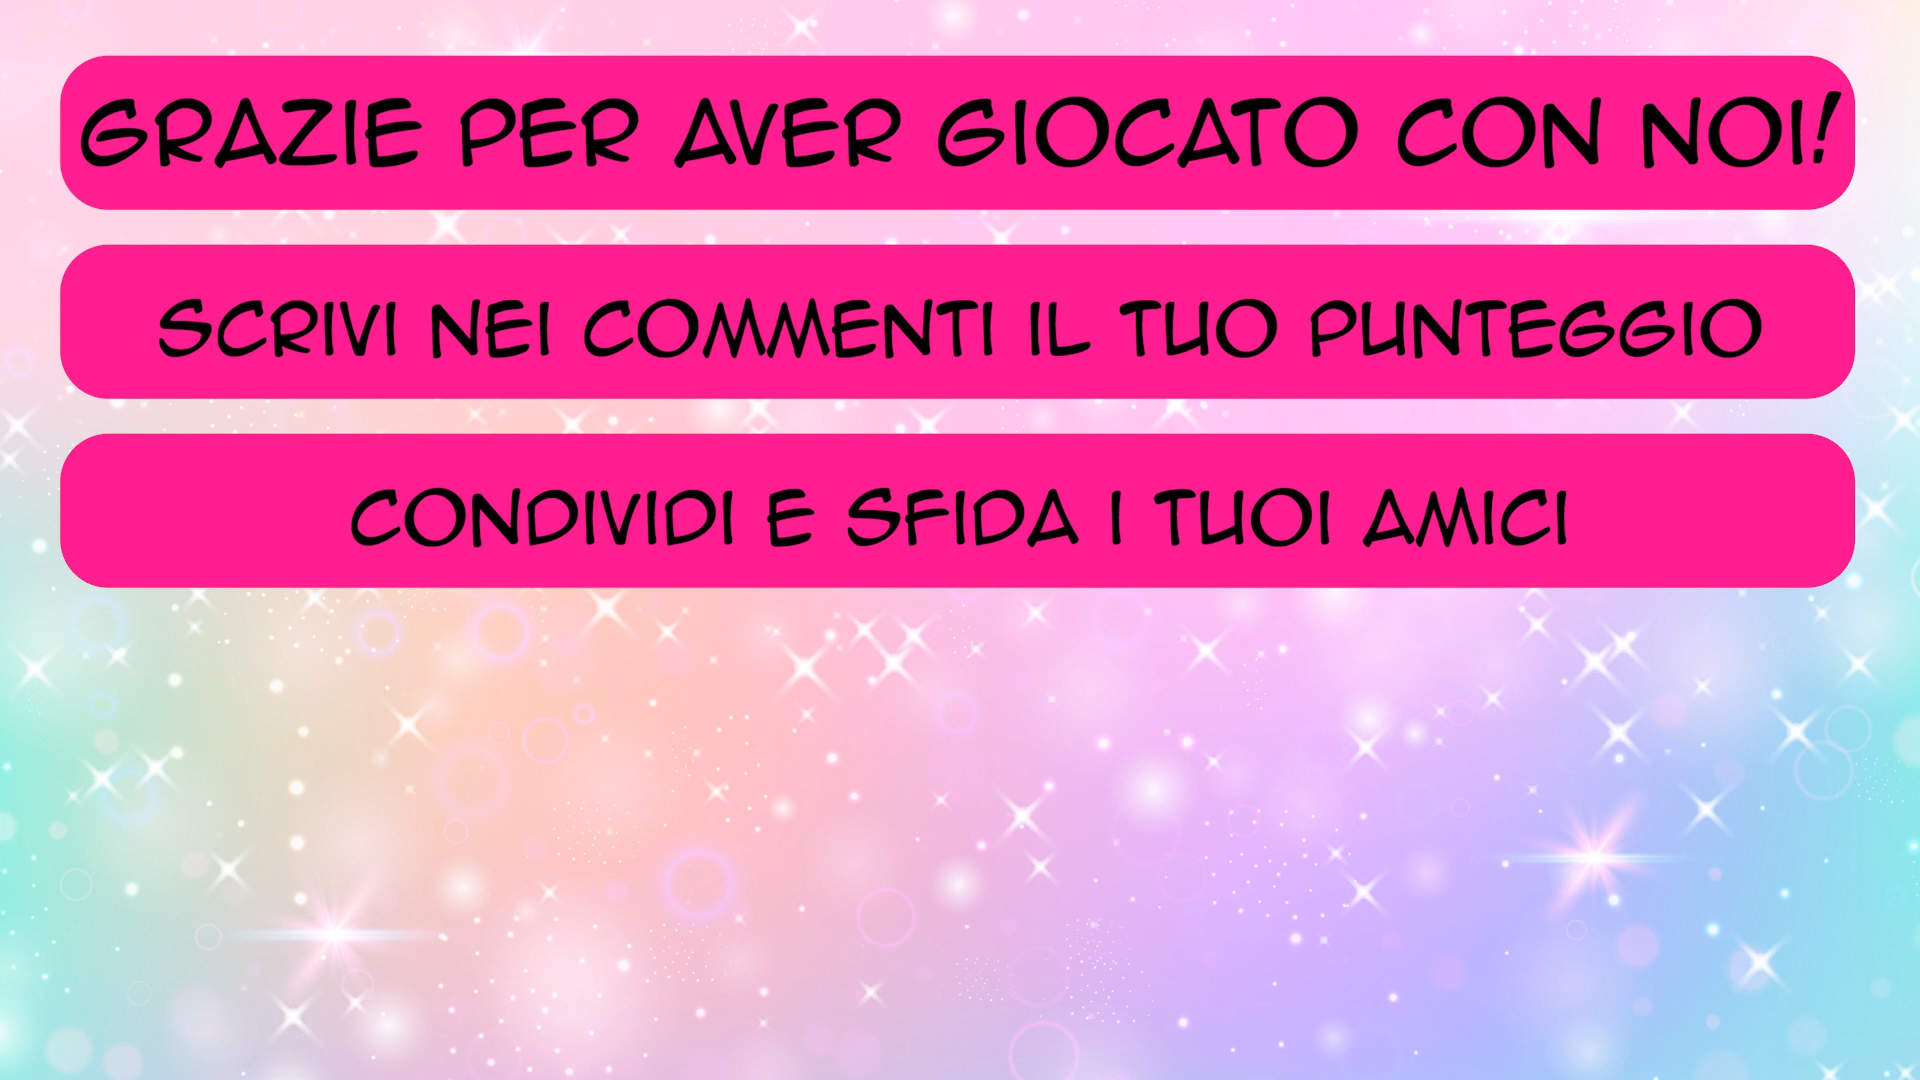 GRAZIE PER AVER GIOCATO CON NOI!
SCRIVI NEI COMMENTI IL TUO PUNTEGGIO
CONDIVIDI E SFIDA I TUOI AMICI